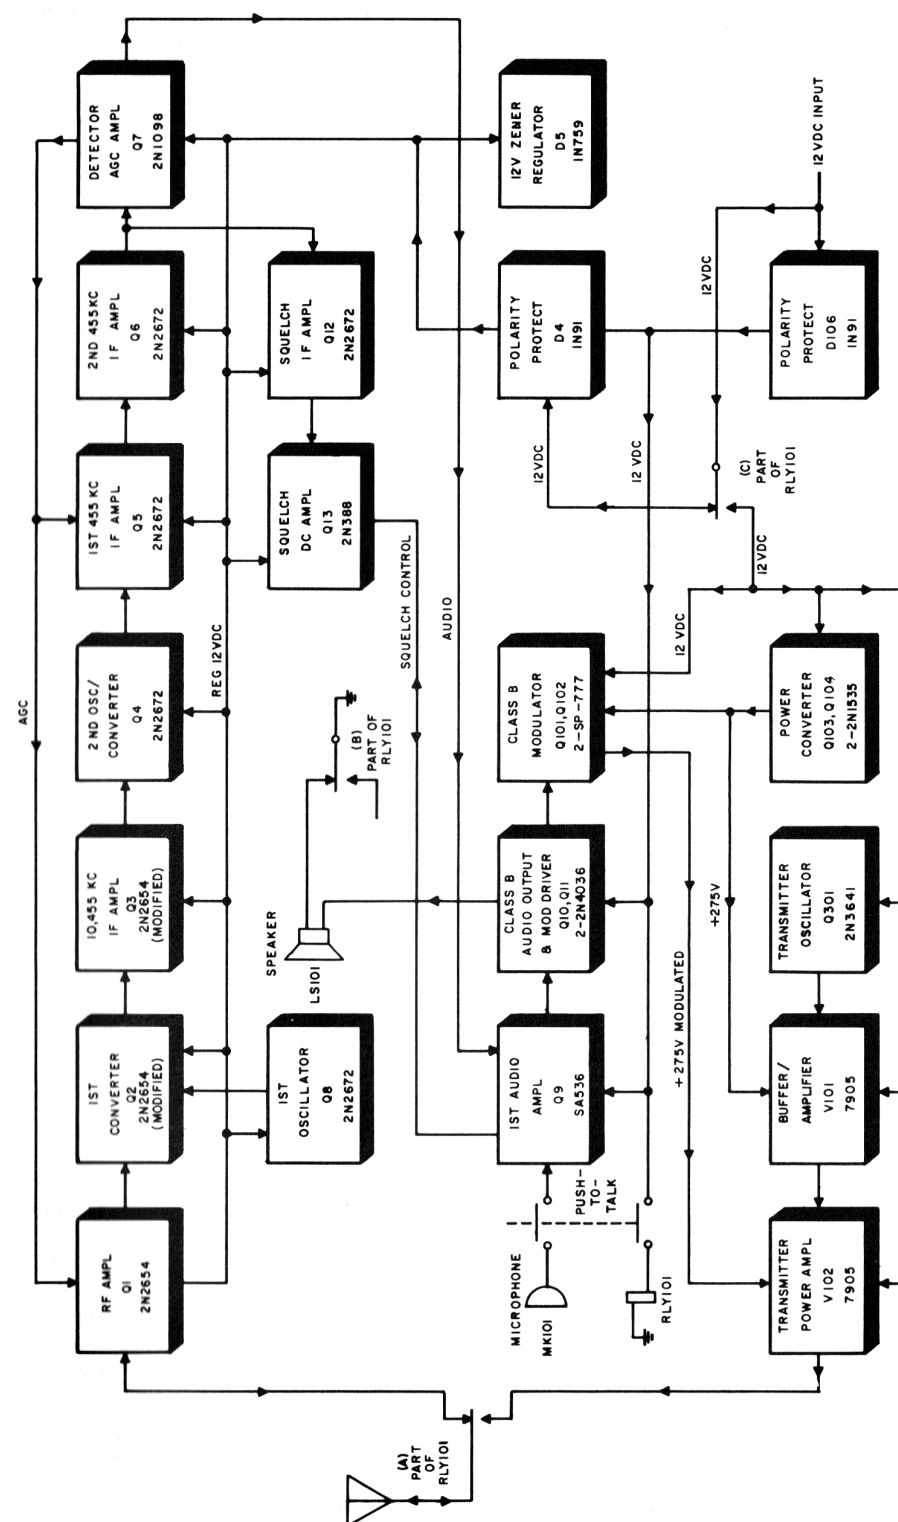 RF AMPL
Q1
2N2654
1ST
CONVERTER
Q2
2N2654
(MODIFIED)
10,455 KC
IF AMPL
Q3
2N2654
(MODIFIED)
2ND OSC/
CONVERTER
Q4
2N2672
1ST 455 KC
IF AMPL
Q5
2N2672
2ND 455KC
IF AMPL
Q6
2N2672
DETECTOR
AGC AMPL
Q7
2N1098
AGC
REG 12VDC
1ST
OSCILLATOR
Q8
2N2672
SPEAKER
LS101
(B)
PART OF
RLY101
SQUELCH
DC AMPL
Q13
2N388
SQUELCH
IF AMPL
Q12
2N2672
SQUELCH CONTROL
AUDIO
(A)
PART
OF
RLY101
MICROPHONE
MK101
PUSH-
TO-
TALK
RLY101
1ST AUDIO
AMPL
Q9
SA536
CLASS B
AUDIO OUTPUT
& MOD DRIVER
Q10, Q11
2-2N4036
CLASS B
MODULATOR
Q101, Q102
2-SP-777
POLARITY
PROTECT
D4
1N91
12V ZENER
REGULATOR
D5
1N759
12VDC
12 VDC
12 VDC
12VDC
12VDC
(C)
PART
OF
RLY101
+275V MODULATED
+275V
TRANSMITTER
POWER AMPL
V102
7905
BUFFER/
AMPLIFIER
V101
7905
TRANSMITTER
OSCILLATOR
Q301
2N3641
POWER
CONVERTER
Q103, Q104
2-2N1535
POLARITY
PROTECT
D106
1N91
12 VDC INPUT